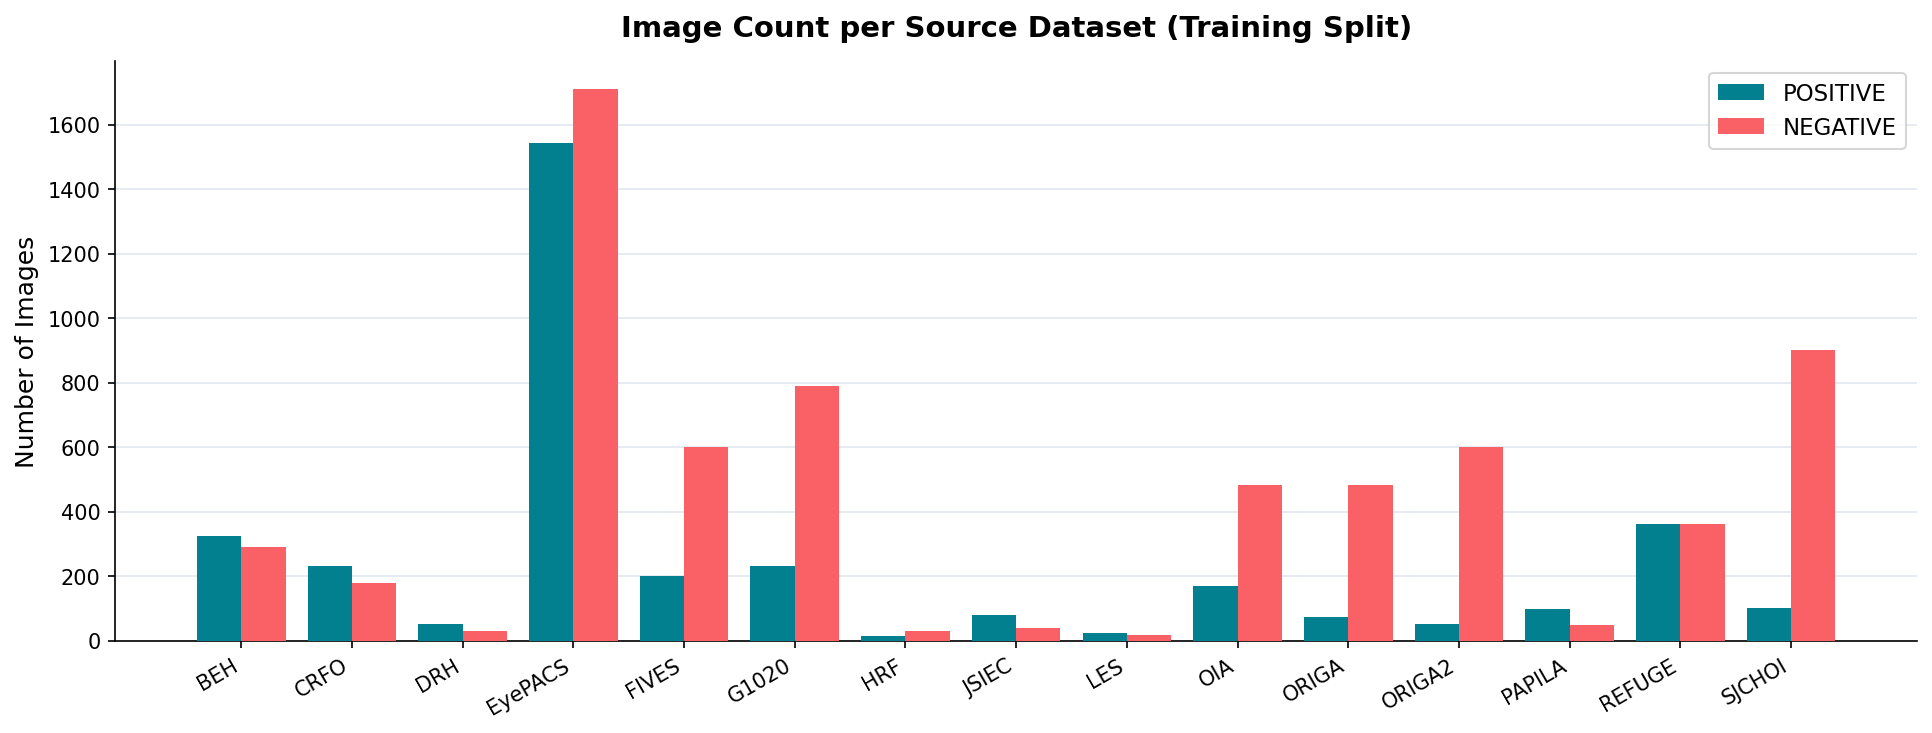 Image Count per Source Dataset (Training Split)
POSITIVE
NEGATIVE
Number of Images
1600
1400
1200
1000
800
600
400
200
0
BEH
CRFO
DRH
EyePACS
FIVES
G1020
HRF
JSIEC
LES
OIA
ORIGA
ORIGA2
PAPILA
REFUGE
SJCHOI